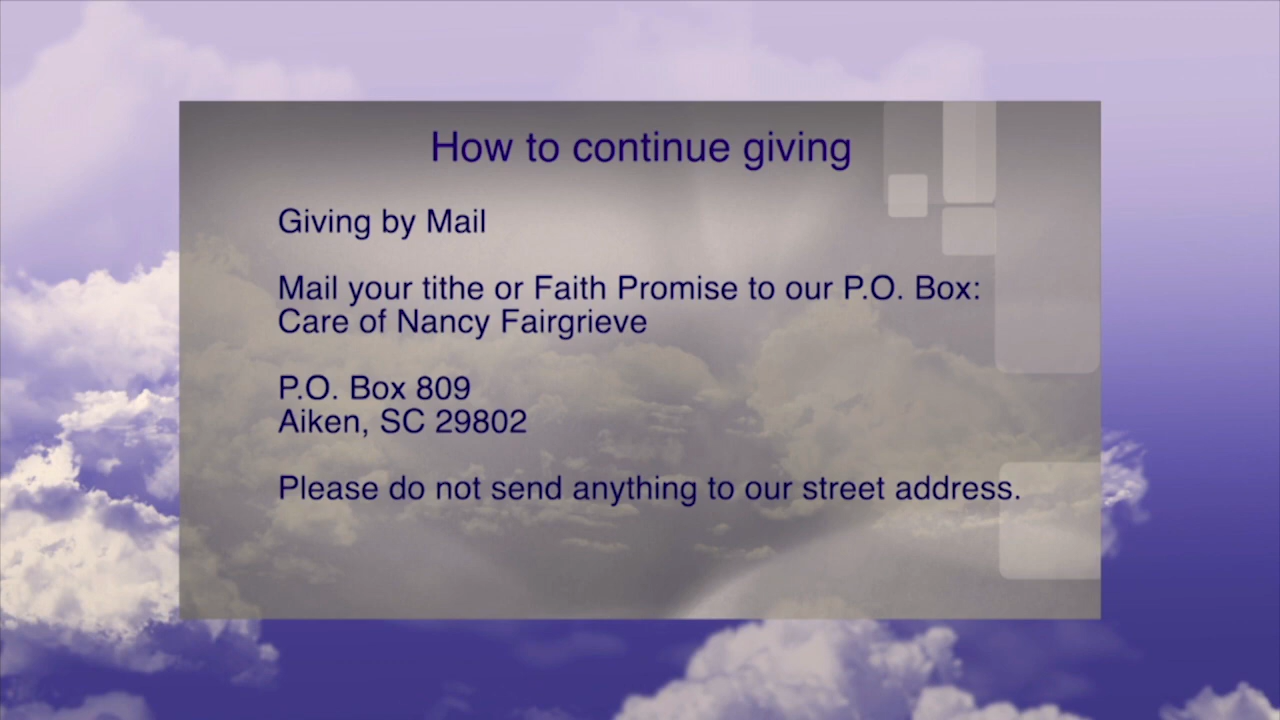 How to continue giving
Giving by Mail
Mail your tithe or Faith Promise to our P.O. Box:
Care of Nancy Fairgrieve
P.O. Box 809
Aiken, SC 29802
Please do not send anything to our street address.